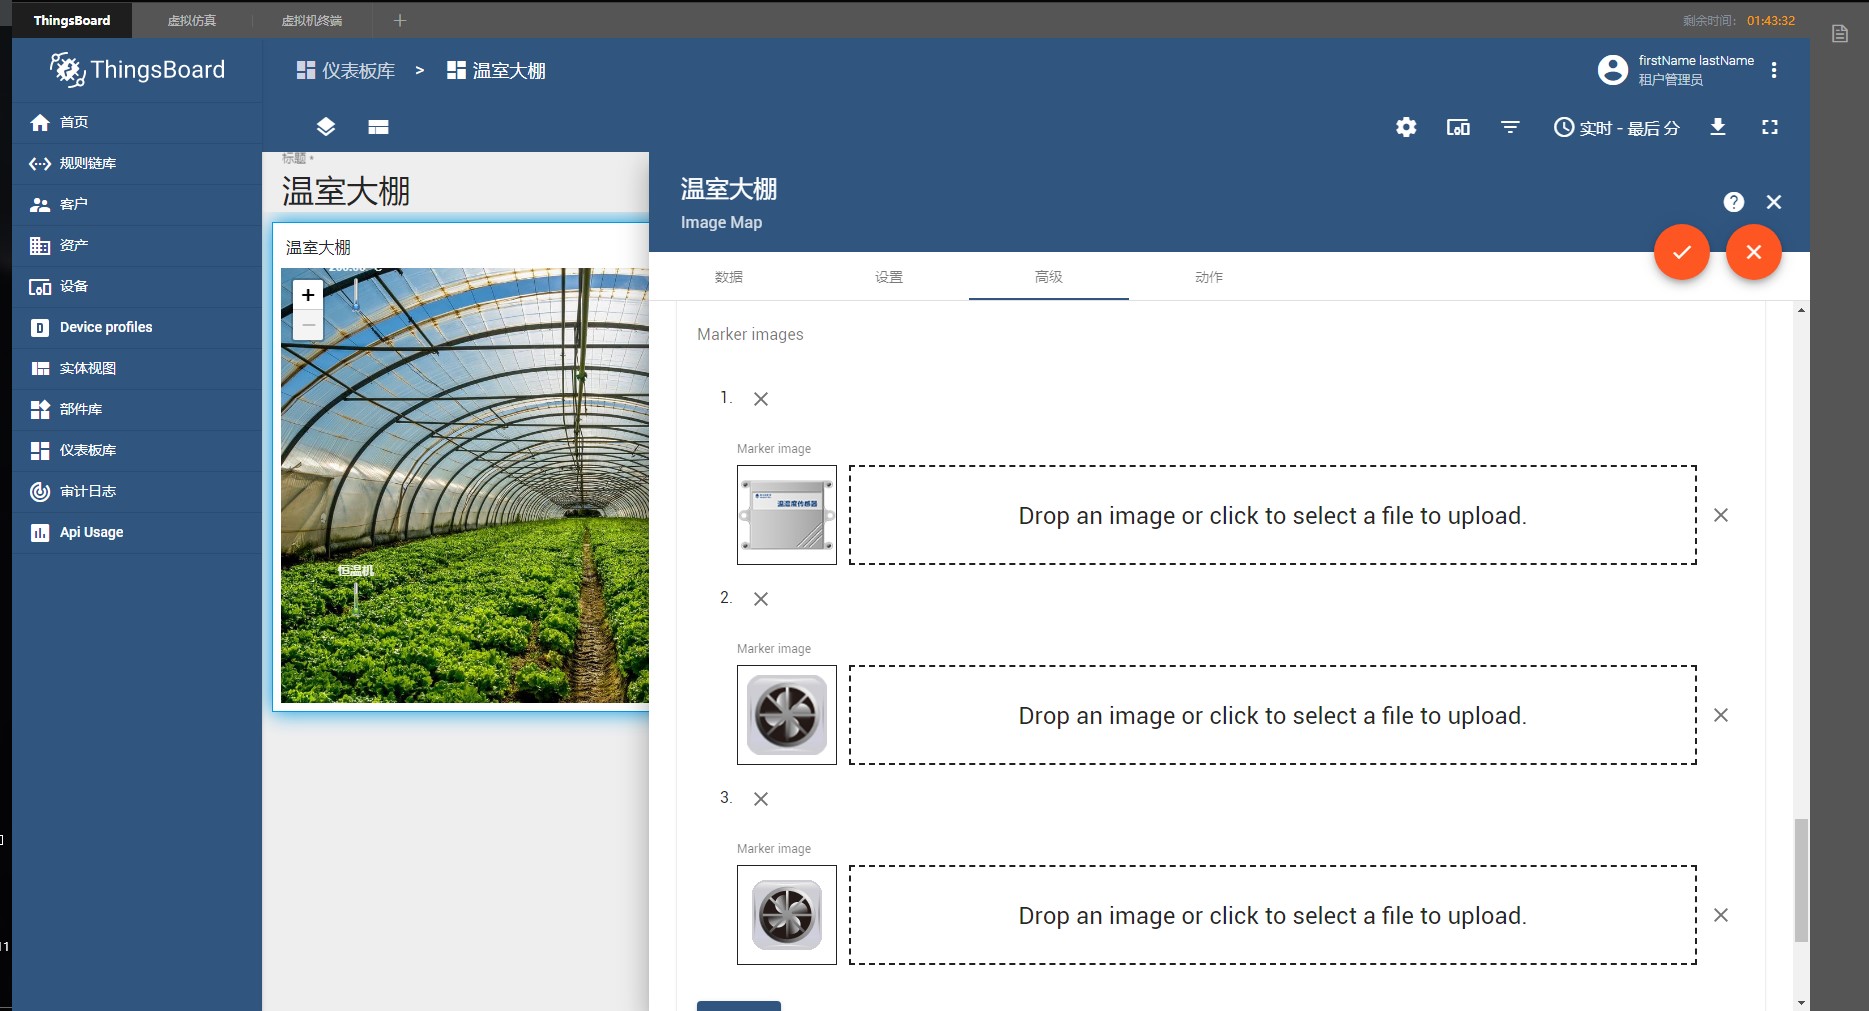 ThingsBoard
虚拟仿真
虚拟机终端
剩余时间：
01:43:32
ThingsBoard
仪表板库
>
温室大棚
firstName lastName
租户管理员
首页
规则链库
客户
资产
设备
Device profiles
实体视图
部件库
仪表板库
审计日志
Api Usage
实时 - 最后 分
标题 *
温室大棚
温室大棚
恒温机
温室大棚
Image Map
数据
设置
高级
动作
Marker images
1.
Marker image
温湿度传感器
Drop an image or click to select a file to upload.
2.
Marker image
Drop an image or click to select a file to upload.
3.
Marker image
Drop an image or click to select a file to upload.